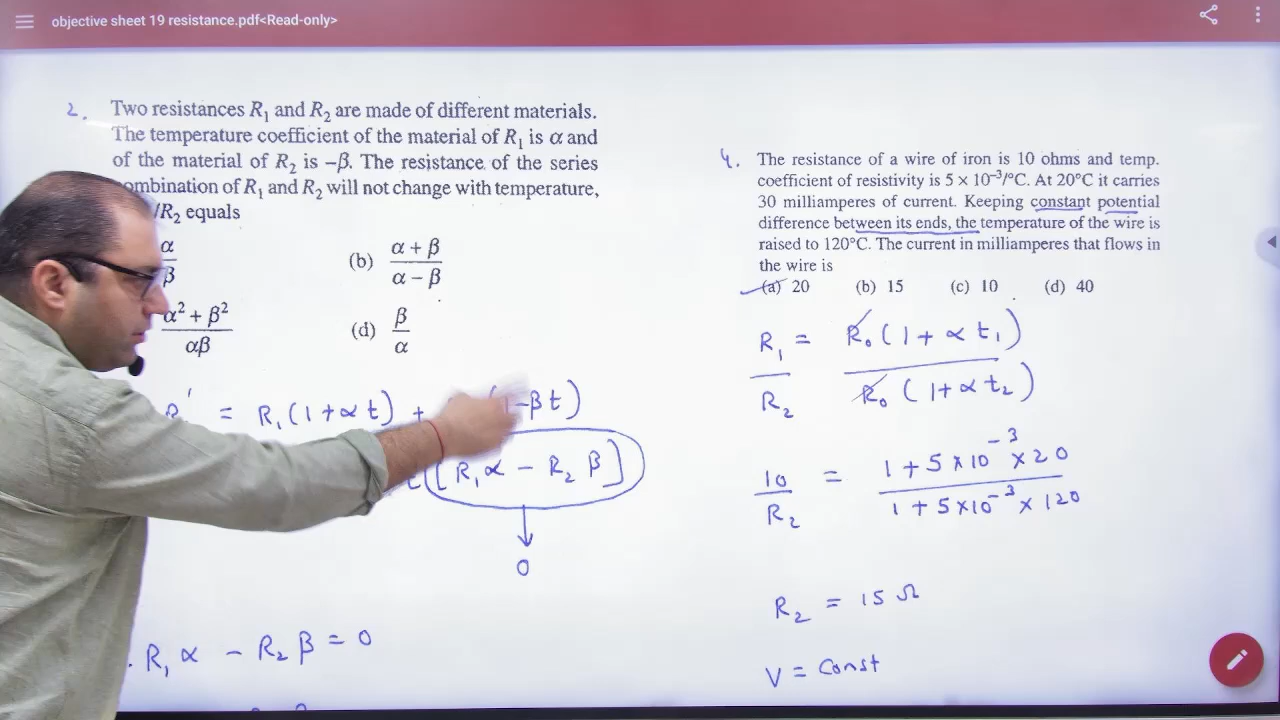 objective sheet 19 resistance.pdf<Read-only>
2. Two resistances R₁ and R₂ are made of different materials.
The temperature coefficient of the material of R₁ is α and
of the material of R₂ is −β. The resistance of the series
ombination of R₁ and R₂ will not change with temperature,
/R₂ equals
α/β
(b) (α + β)/(α − β)
(α² + β²)/(αβ)
(d) β/α
R' = R₁(1+αt) + (1−βt)
t[R₁α − R₂β]
↓
0
R₁α − R₂β = 0
4. The resistance of a wire of iron is 10 ohms and temp.
coefficient of resistivity is 5 × 10⁻³/°C. At 20°C it carries
30 milliamperes of current. Keeping constant potential
difference between its ends, the temperature of the wire is
raised to 120°C. The current in milliamperes that flows in
the wire is
(a) 20 (b) 15 (c) 10 (d) 40
R₁/R₂ = R₀(1+αt₁)/R₀(1+αt₂)
10/R₂ = (1+5×10⁻³×20)/(1+5×10⁻³×120)
R₂ = 15 Ω
V = Const